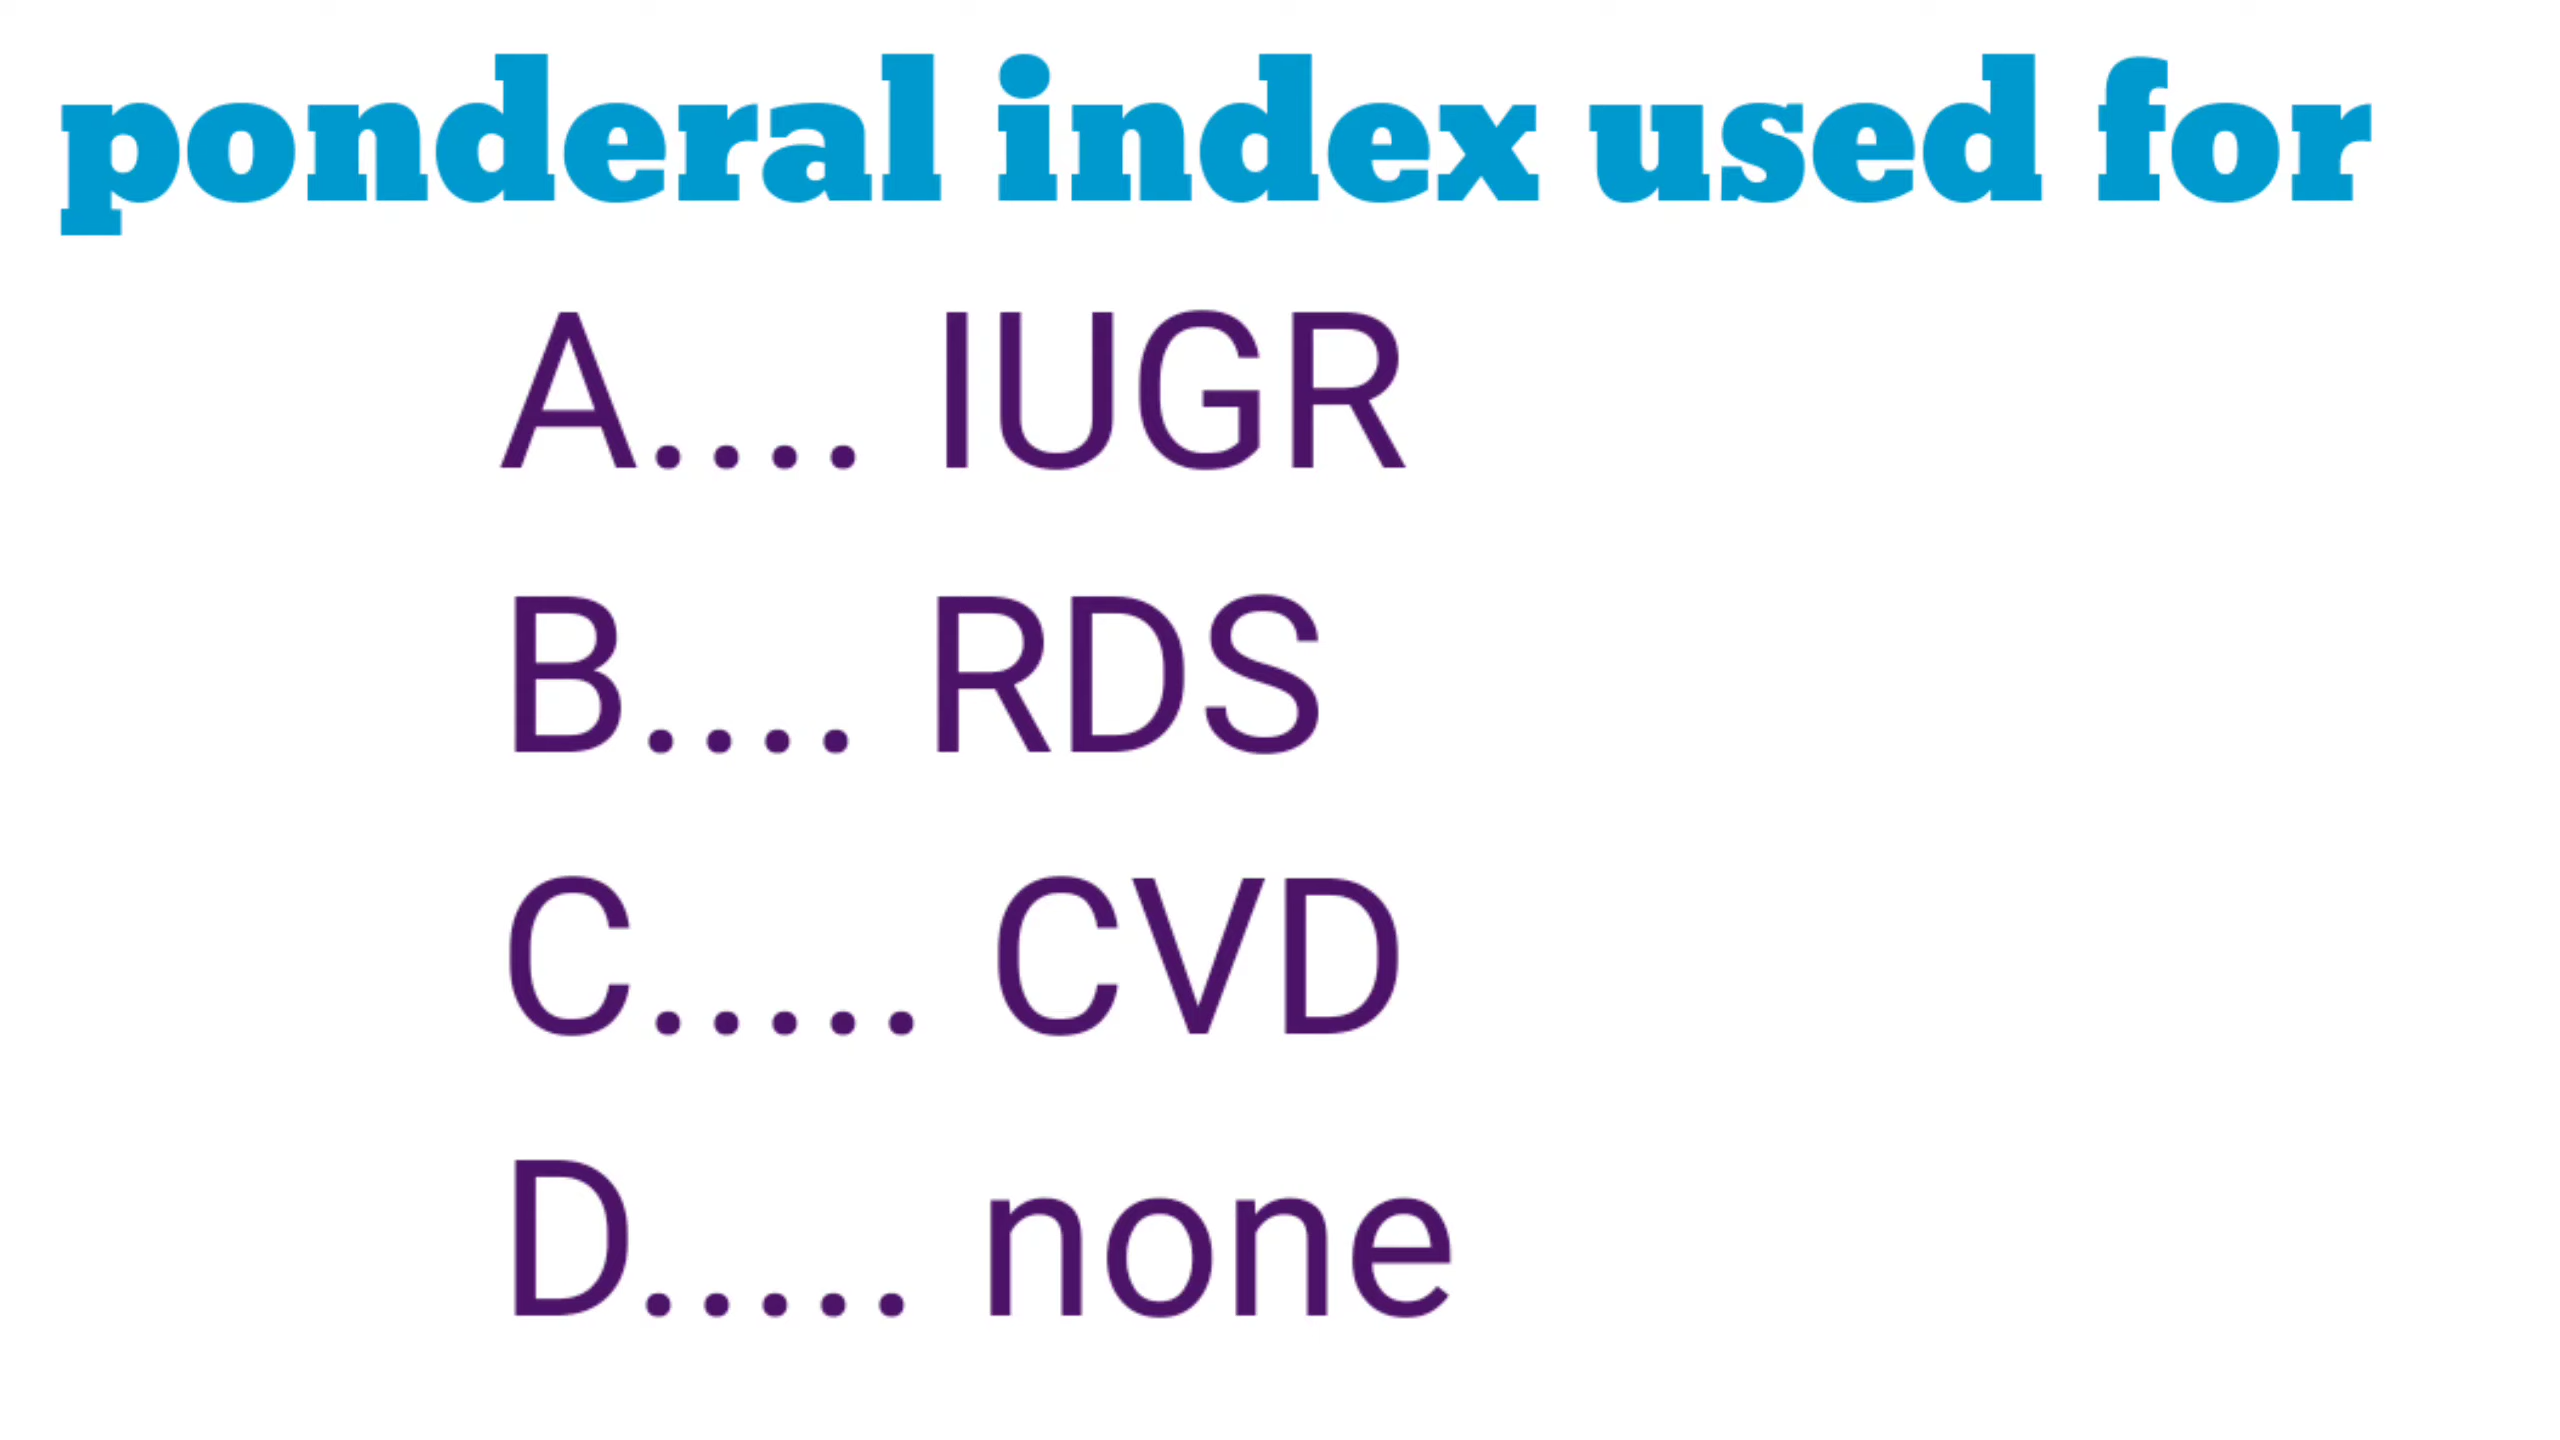 ponderal index used for
A.... IUGR
B.... RDS
C..... CVD
D..... none